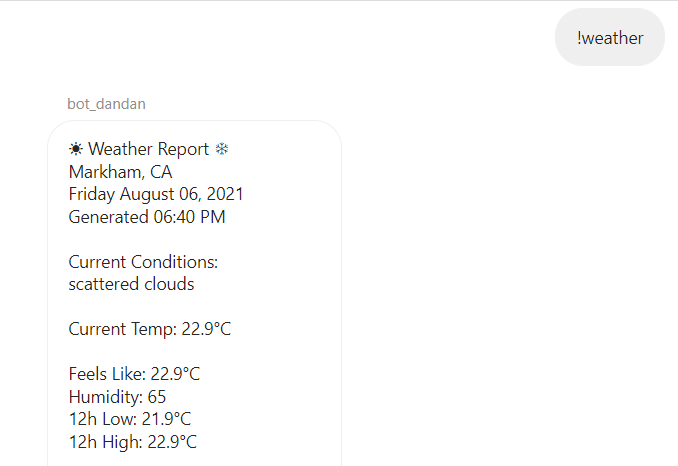 !weather
bot_dandan
☀ Weather Report ❄
Markham, CA
Friday August 06, 2021
Generated 06:40 PM
Current Conditions:
scattered clouds
Current Temp: 22.9°C
Feels Like: 22.9°C
Humidity: 65
12h Low: 21.9°C
12h High: 22.9°C